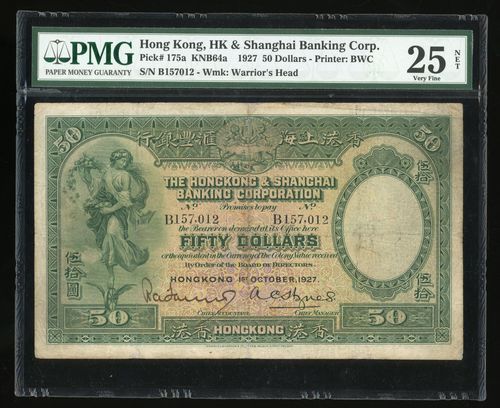 PMG
PAPER MONEY GUARANTY
Hong Kong, HK & Shanghai Banking Corp.
Pick# 175a KNB64a 1927 50 Dollars - Printer: BWC
S/N B157012 - Wmk: Warrior's Head
25 NET
Very Fine
50
行銀豐滙 海上港香
50
THE HONGKONG & SHANGHAI
BANKING CORPORATION
Nº Promises to pay Nº
B157,012 B157,012
the Bearer on demand at its Office here
FIFTY DOLLARS
or the equivalent in the Currency of the Colony Value received
By Order of the BOARD OF DIRECTORS
HONGKONG 1ST OCTOBER, 1927.
CHIEF ACCOUNTANT CHIEF MANAGER
伍拾圓
伍拾圓
50
港香 HONGKONG 港香
50